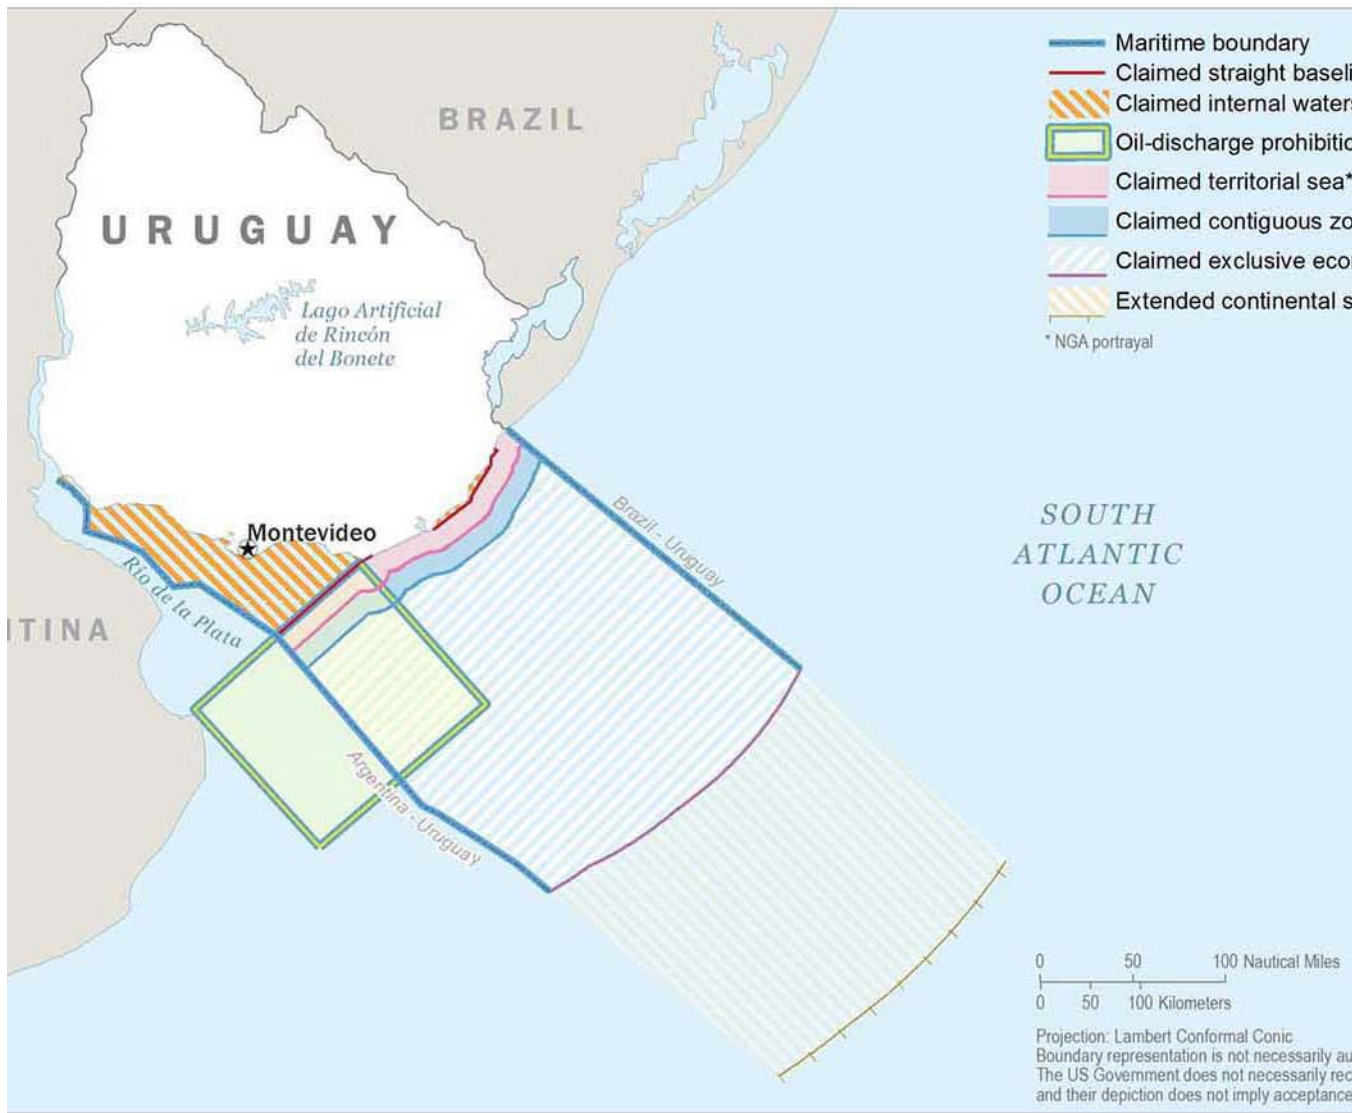 BRAZIL
URUGUAY
Lago Artificial
de Rincón
del Bonete
Montevideo
Río de la Plata
TINA
Brazil - Uruguay
Argentina - Uruguay
SOUTH
ATLANTIC
OCEAN
Maritime boundary
Claimed straight baseli
Claimed internal waters
Oil-discharge prohibitio
Claimed territorial sea*
Claimed contiguous zo
Claimed exclusive econ
Extended continental s
* NGA portrayal
0 50 100 Nautical Miles
0 50 100 Kilometers
Projection: Lambert Conformal Conic
Boundary representation is not necessarily au
The US Government does not necessarily rec
and their depiction does not imply acceptance